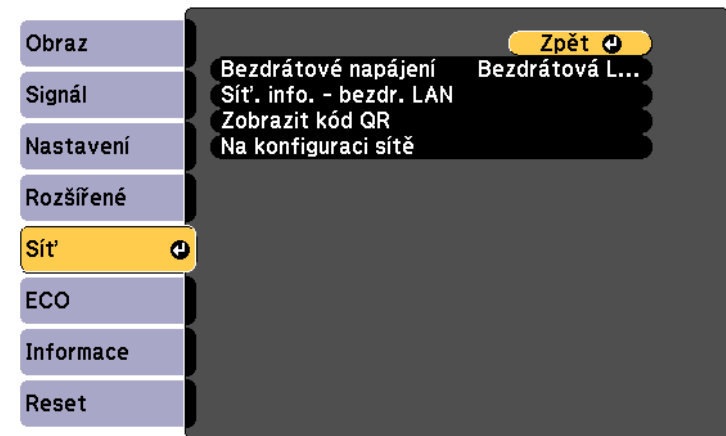 Obraz
Signál
Nastavení
Rozšířené
Síť
ECO
Informace
Reset
Zpět
Bezdrátové napájení Bezdrátová L...
Síť. info. - bezdr. LAN
Zobrazit kód QR
Na konfiguraci sítě